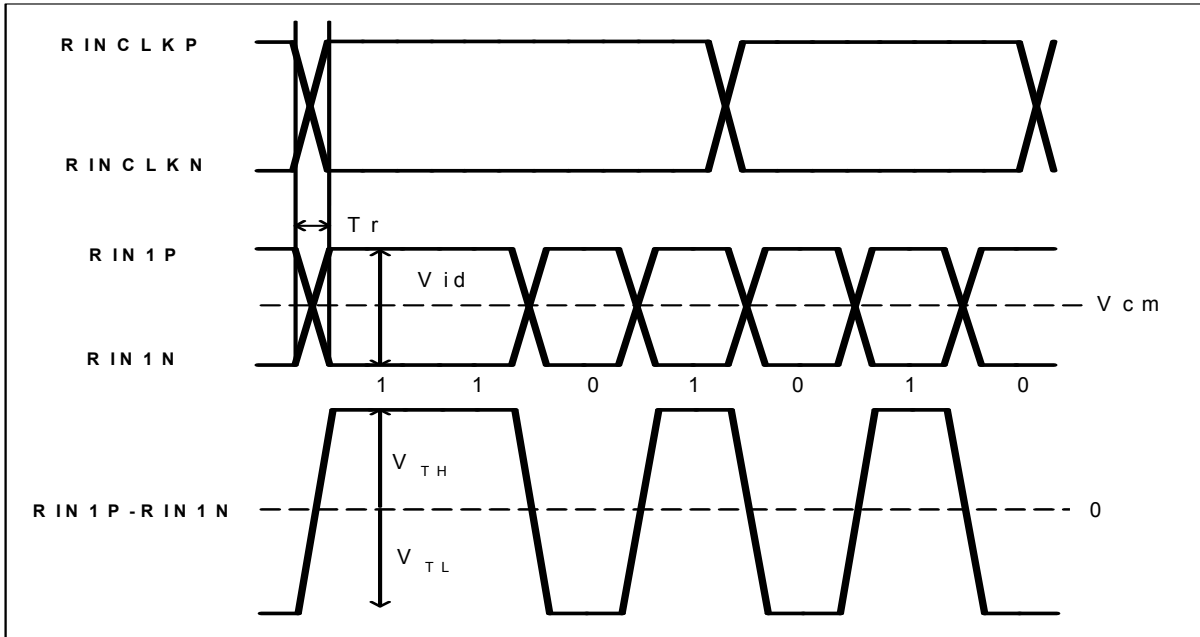 RINCLKP
RINCLKN
Tr
RIN1P
Vid
Vcm
RIN1N
1 1 0 1 0 1 0
VTH
RIN1P-RIN1N
0
VTL